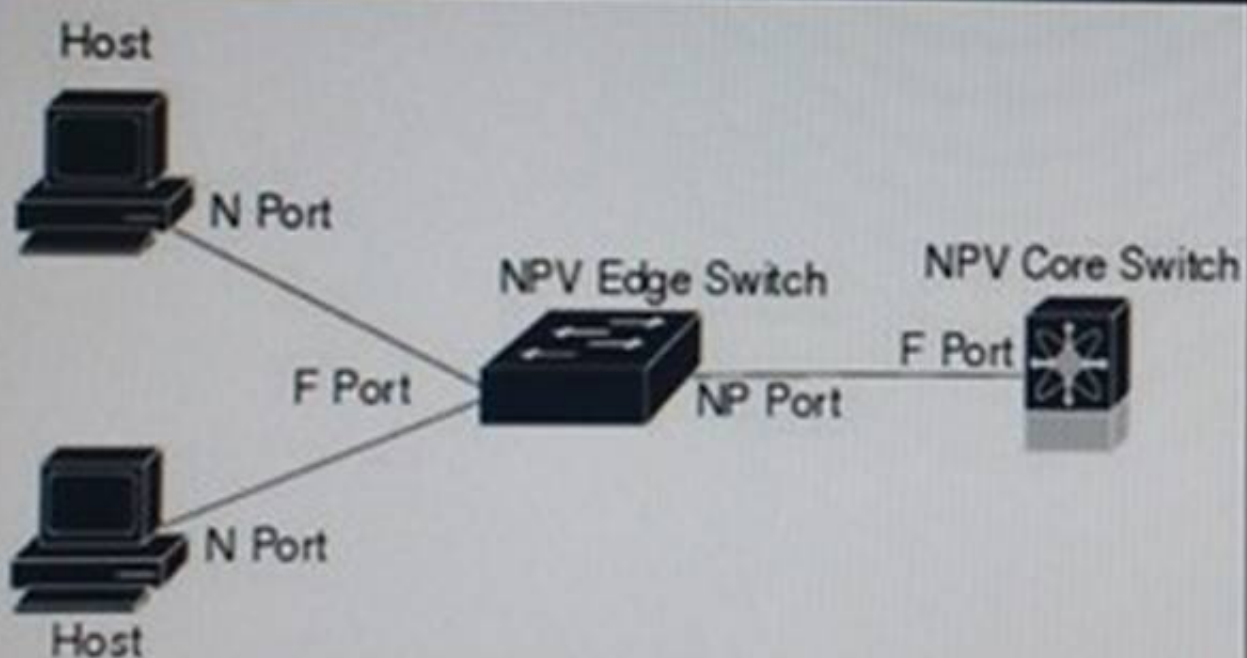 Host
N Port
NPV Edge Switch
NPV Core Switch
F Port
F Port
NP Port
N Port
Host